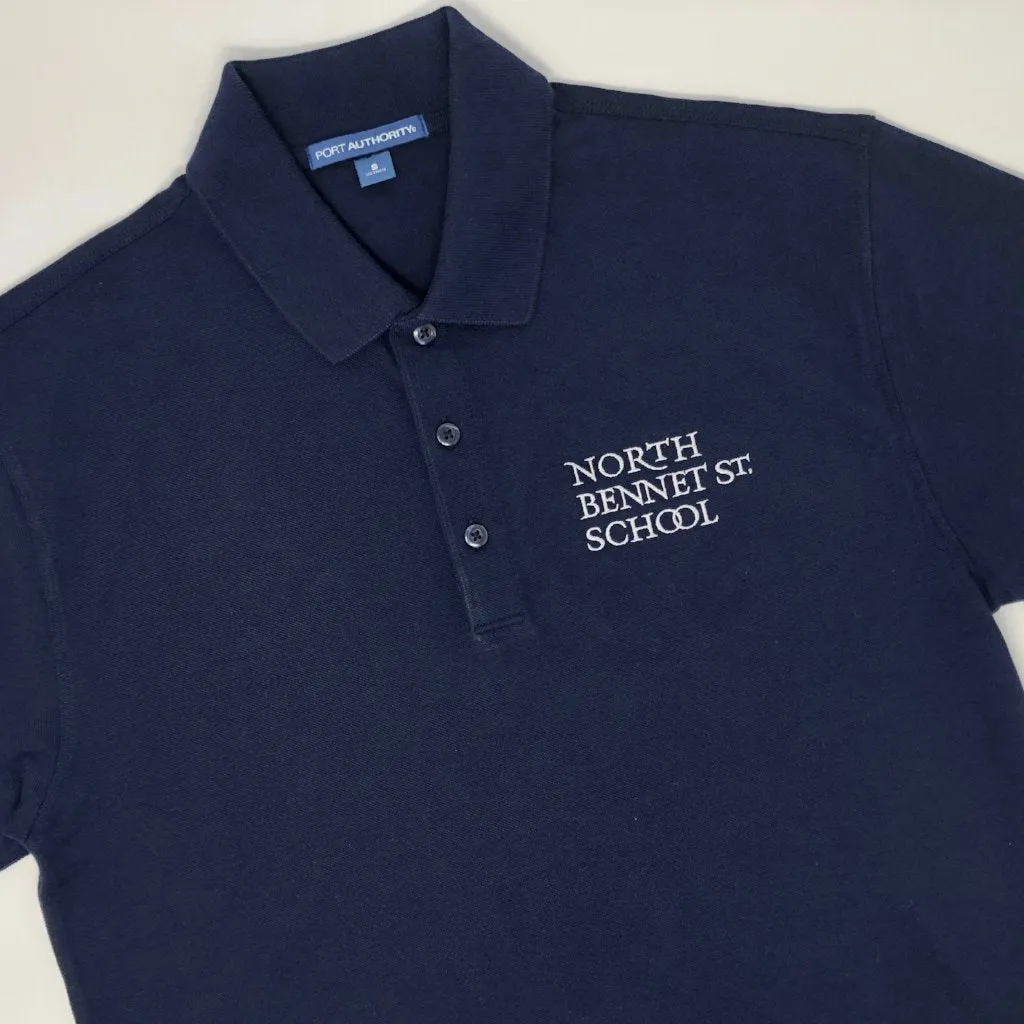 PORT AUTHORITY®
S
NORTH
BENNET ST.
SCHOOL